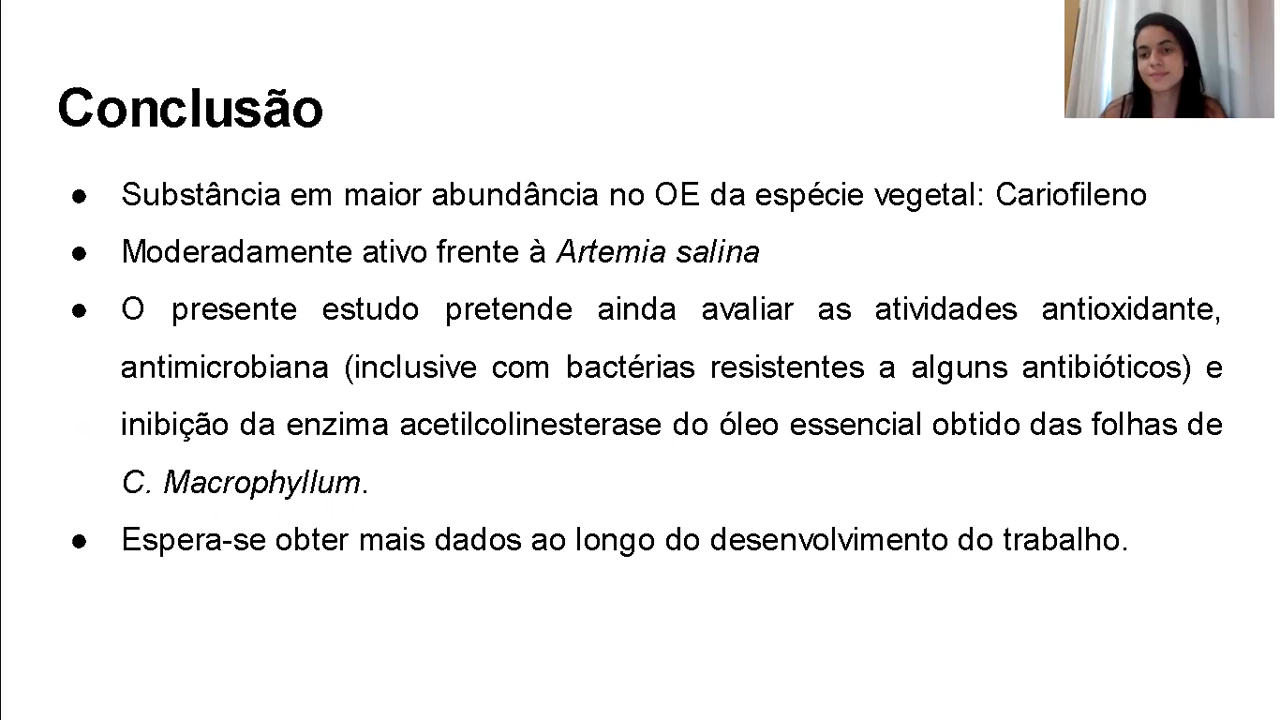 Conclusão
● Substância em maior abundância no OE da espécie vegetal: Cariofileno
● Moderadamente ativo frente à Artemia salina
● O presente estudo pretende ainda avaliar as atividades antioxidante,
antimicrobiana (inclusive com bactérias resistentes a alguns antibióticos) e
inibição da enzima acetilcolinesterase do óleo essencial obtido das folhas de
C. Macrophyllum.
● Espera-se obter mais dados ao longo do desenvolvimento do trabalho.